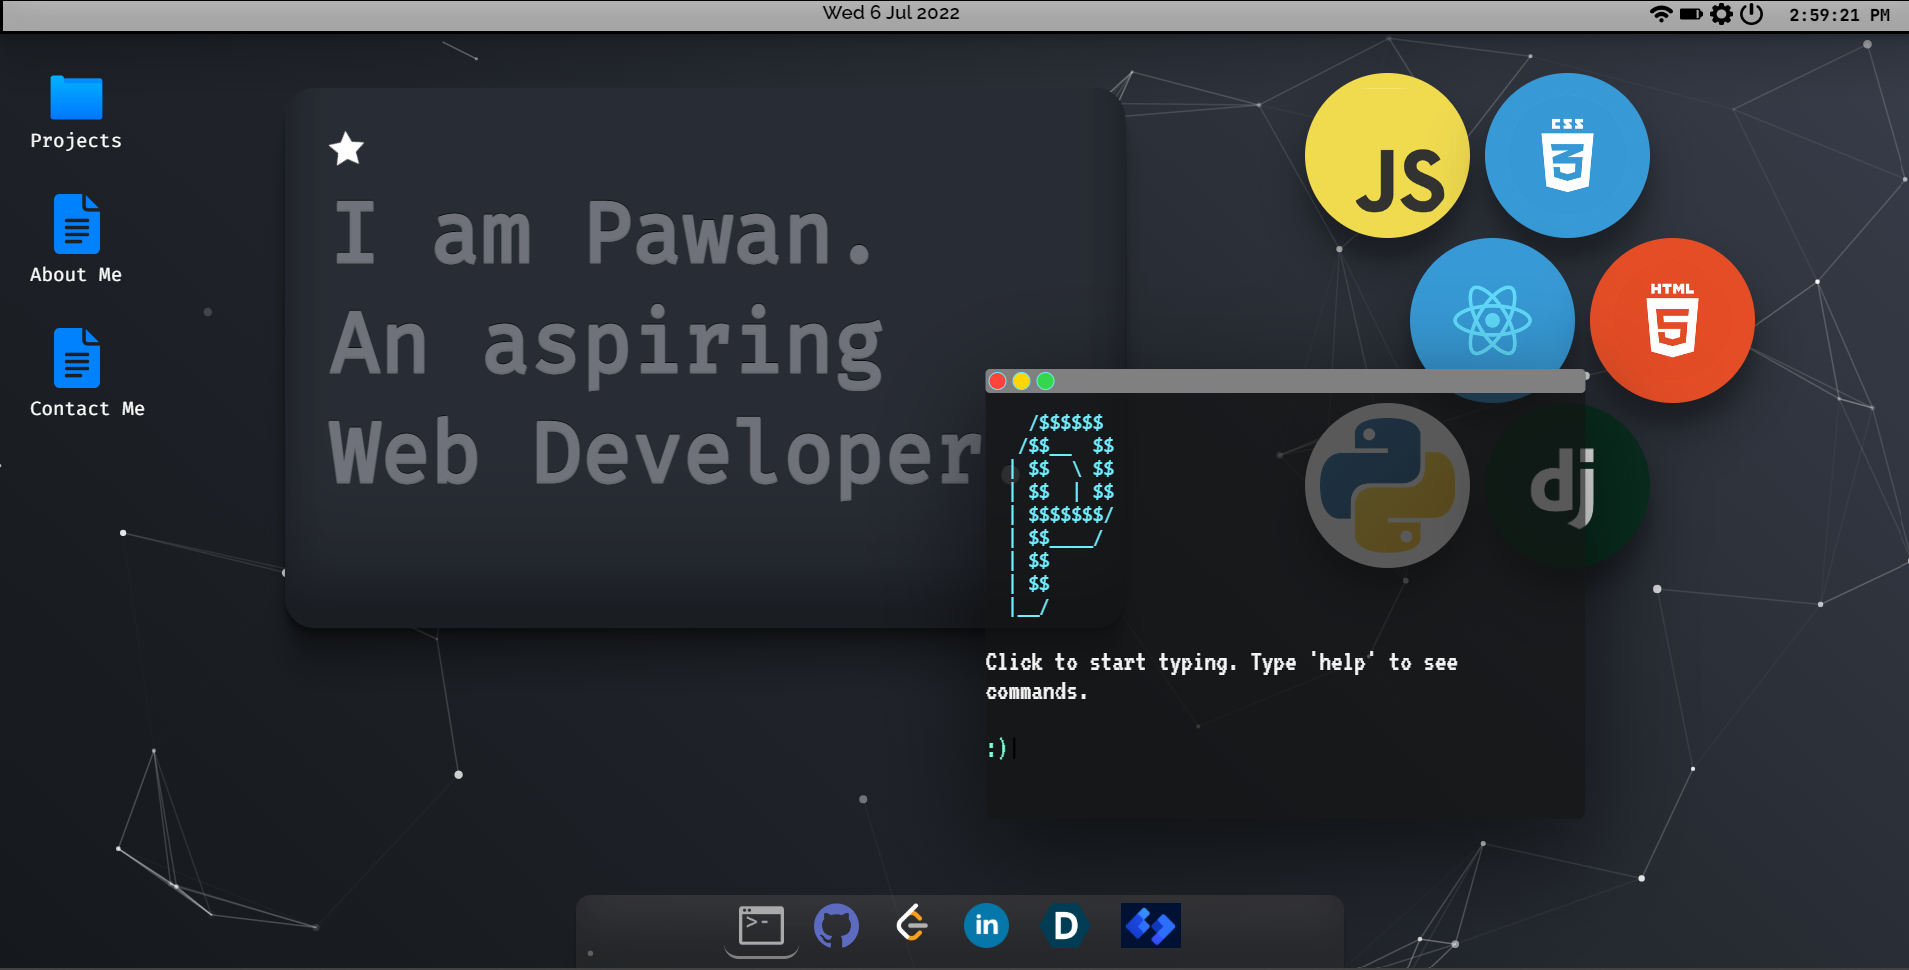 Wed 6 Jul 2022
2:59:21 PM
Projects
About Me
Contact Me
I am Pawan.
An aspiring
Web Developer
JS
CSS
3
HTML
5
dj
  /$$$$$$
 /$$__  $$
| $$  \ $$
| $$  | $$
| $$$$$$$/
| $$____/
| $$
| $$
|__/
Click to start typing. Type 'help' to see
commands.
:)
>-
in
D